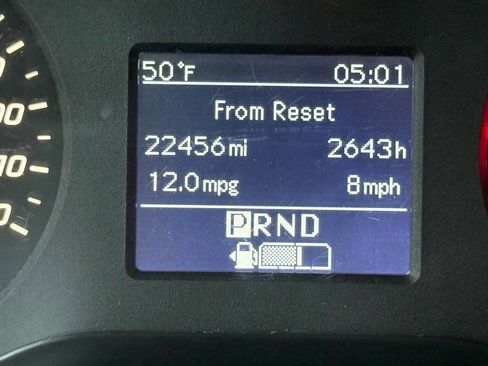 50°F 05:01
From Reset
22456mi 2643h
12.0mpg 8mph
PRND